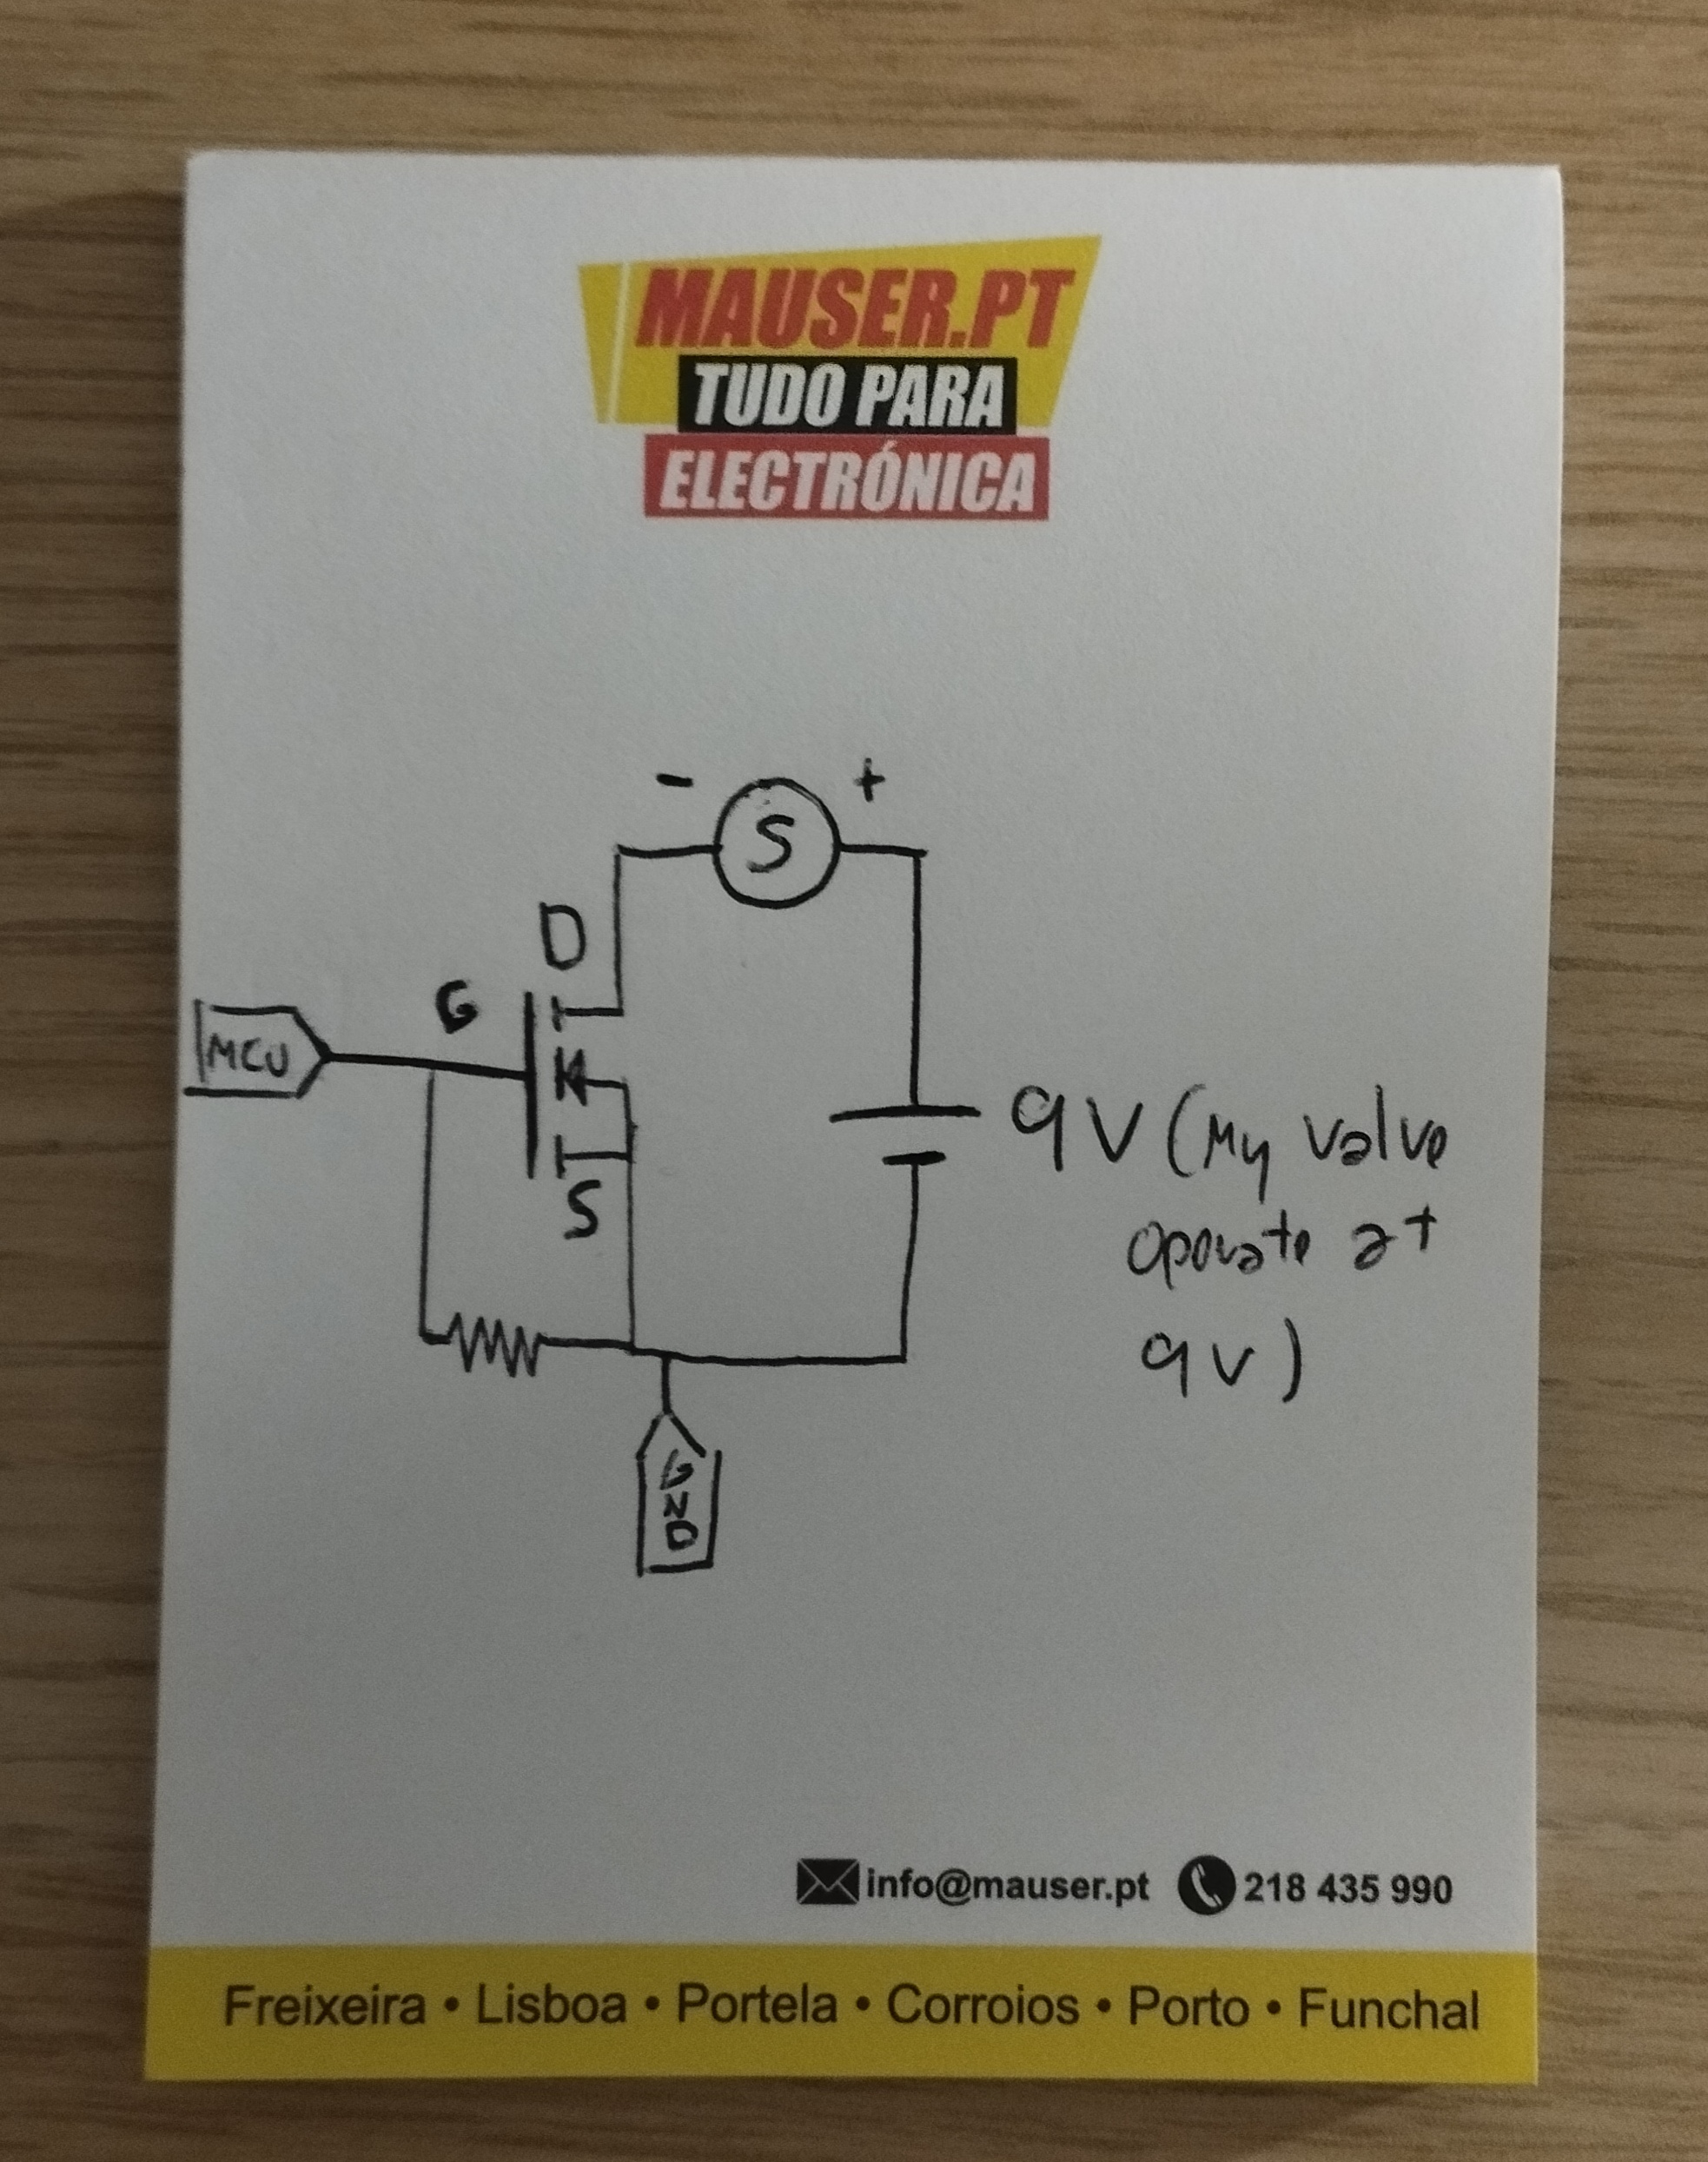 MAUSER.PT
TUDO PARA
ELECTRÓNICA
- +
S
D
G
MCU
S
9V (My valve
operate at
9V)
GND
info@mauser.pt 218 435 990
Freixeira • Lisboa • Portela • Corroios • Porto • Funchal